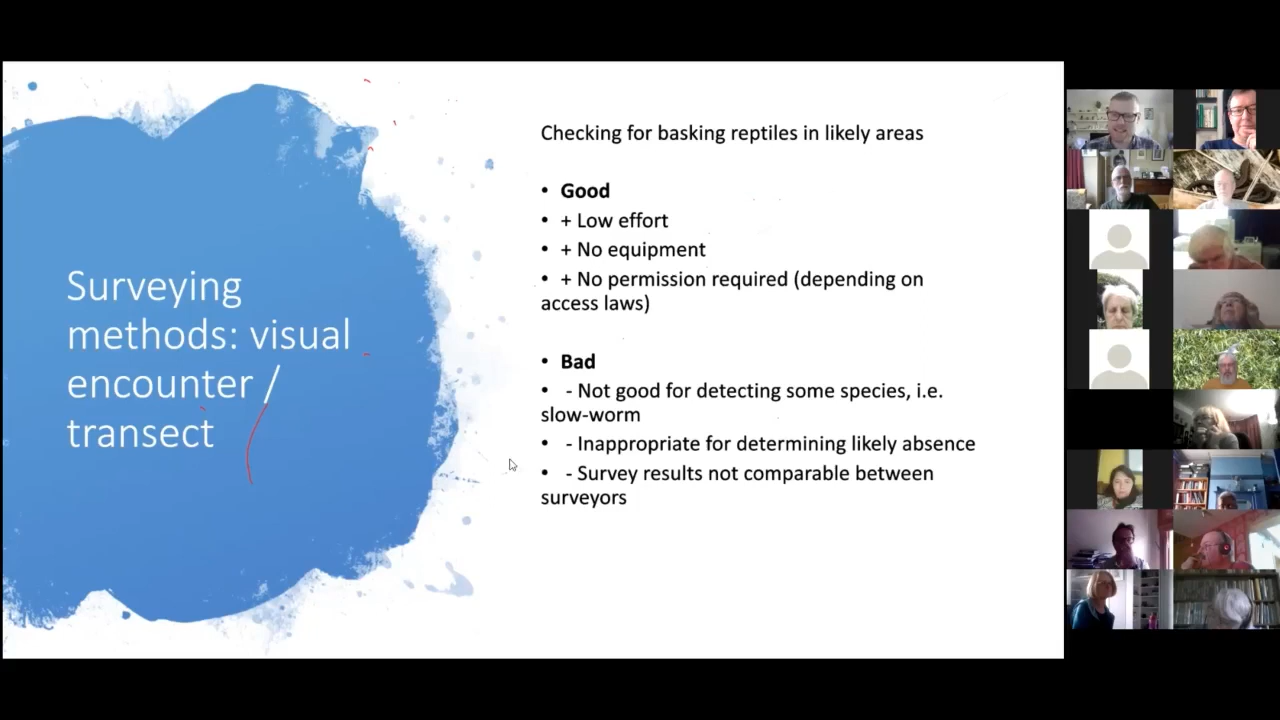 Surveying
methods: visual
encounter /
transect
Checking for basking reptiles in likely areas
• Good
• + Low effort
• + No equipment
• + No permission required (depending on
access laws)
• Bad
• - Not good for detecting some species, i.e.
slow-worm
• - Inappropriate for determining likely absence
• - Survey results not comparable between
surveyors